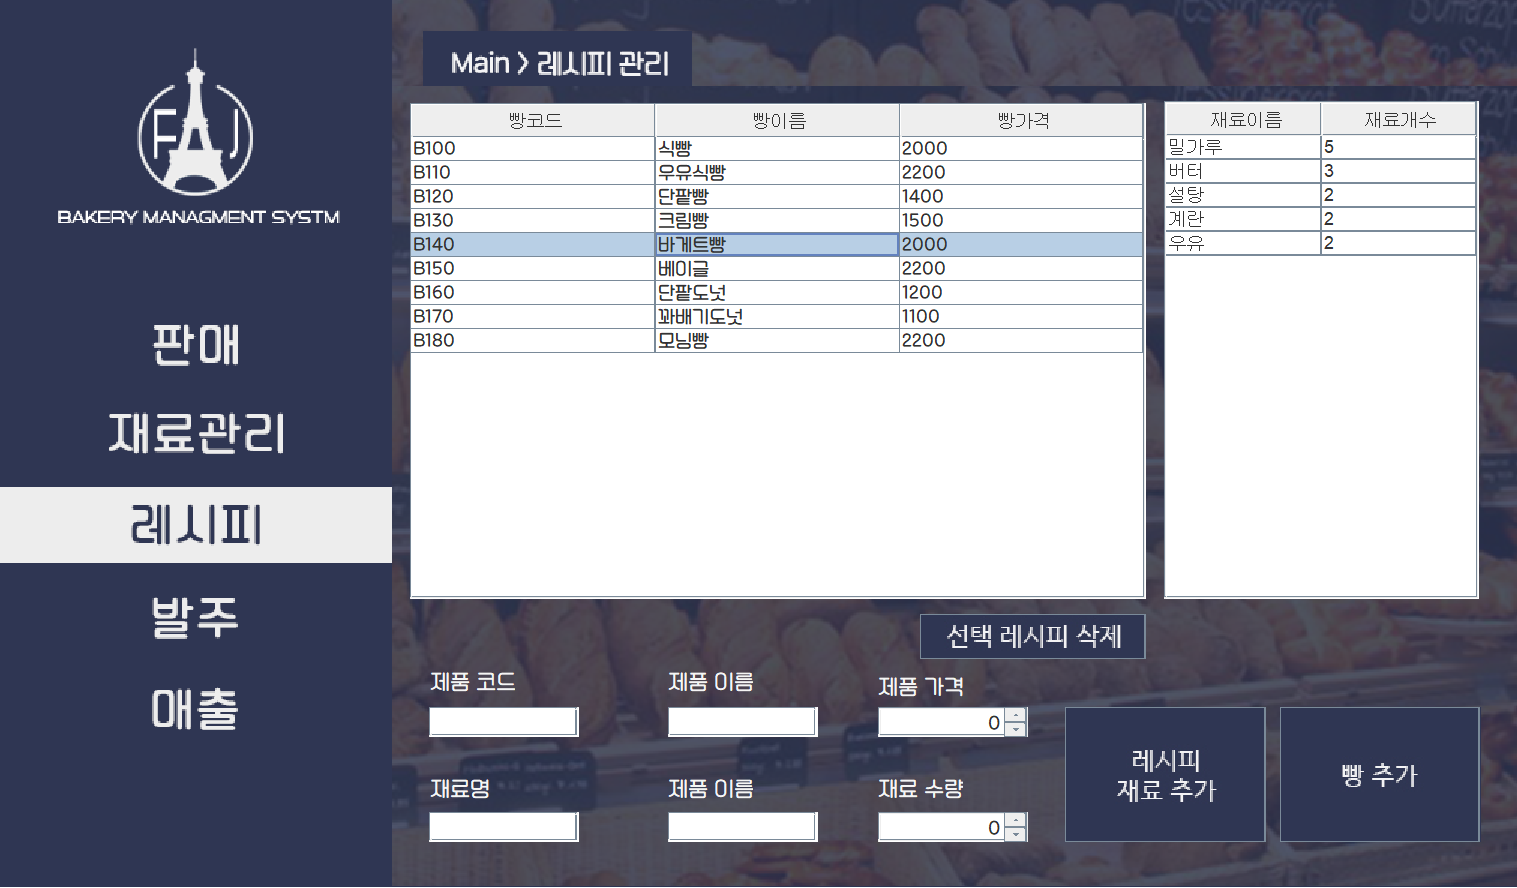 FAJ
BAKERY MANAGMENT SYSTM
판매
재료관리
레시피
발주
매출
Main > 레시피 관리
빵코드 빵이름 빵가격
B100 식빵 2000
B110 우유식빵 2200
B120 단팥빵 1400
B130 크림빵 1500
B140 바게트빵 2000
B150 베이글 2200
B160 단팥도넛 1200
B170 꽈배기도넛 1100
B180 모닝빵 2200
재료이름 재료개수
밀가루 5
버터 3
설탕 2
계란 2
우유 2
선택 레시피 삭제
제품 코드 제품 이름 제품 가격
0
재료명 제품 이름 재료 수량
0
레시피
재료 추가
빵 추가